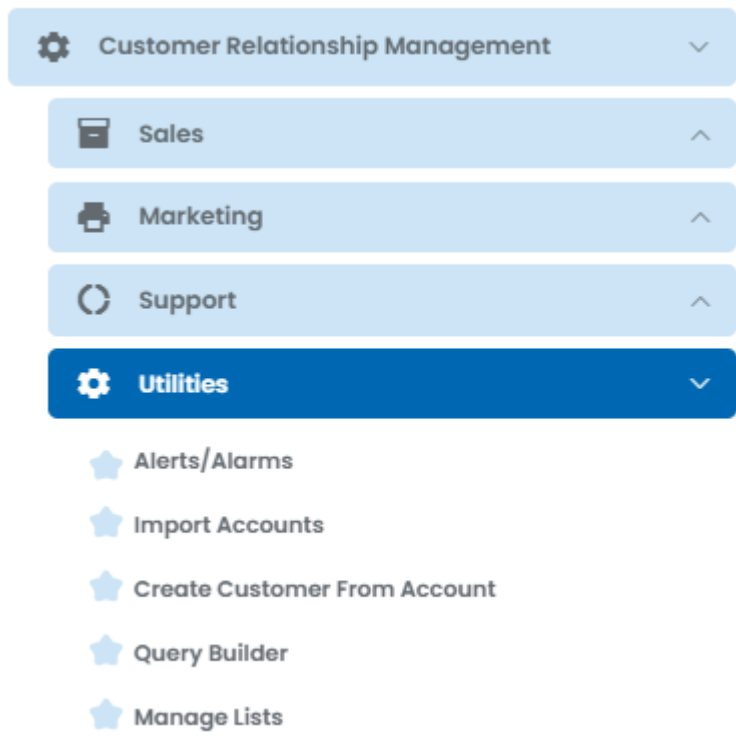 Customer Relationship Management
Sales
Marketing
Support
Utilities
Alerts/Alarms
Import Accounts
Create Customer From Account
Query Builder
Manage Lists